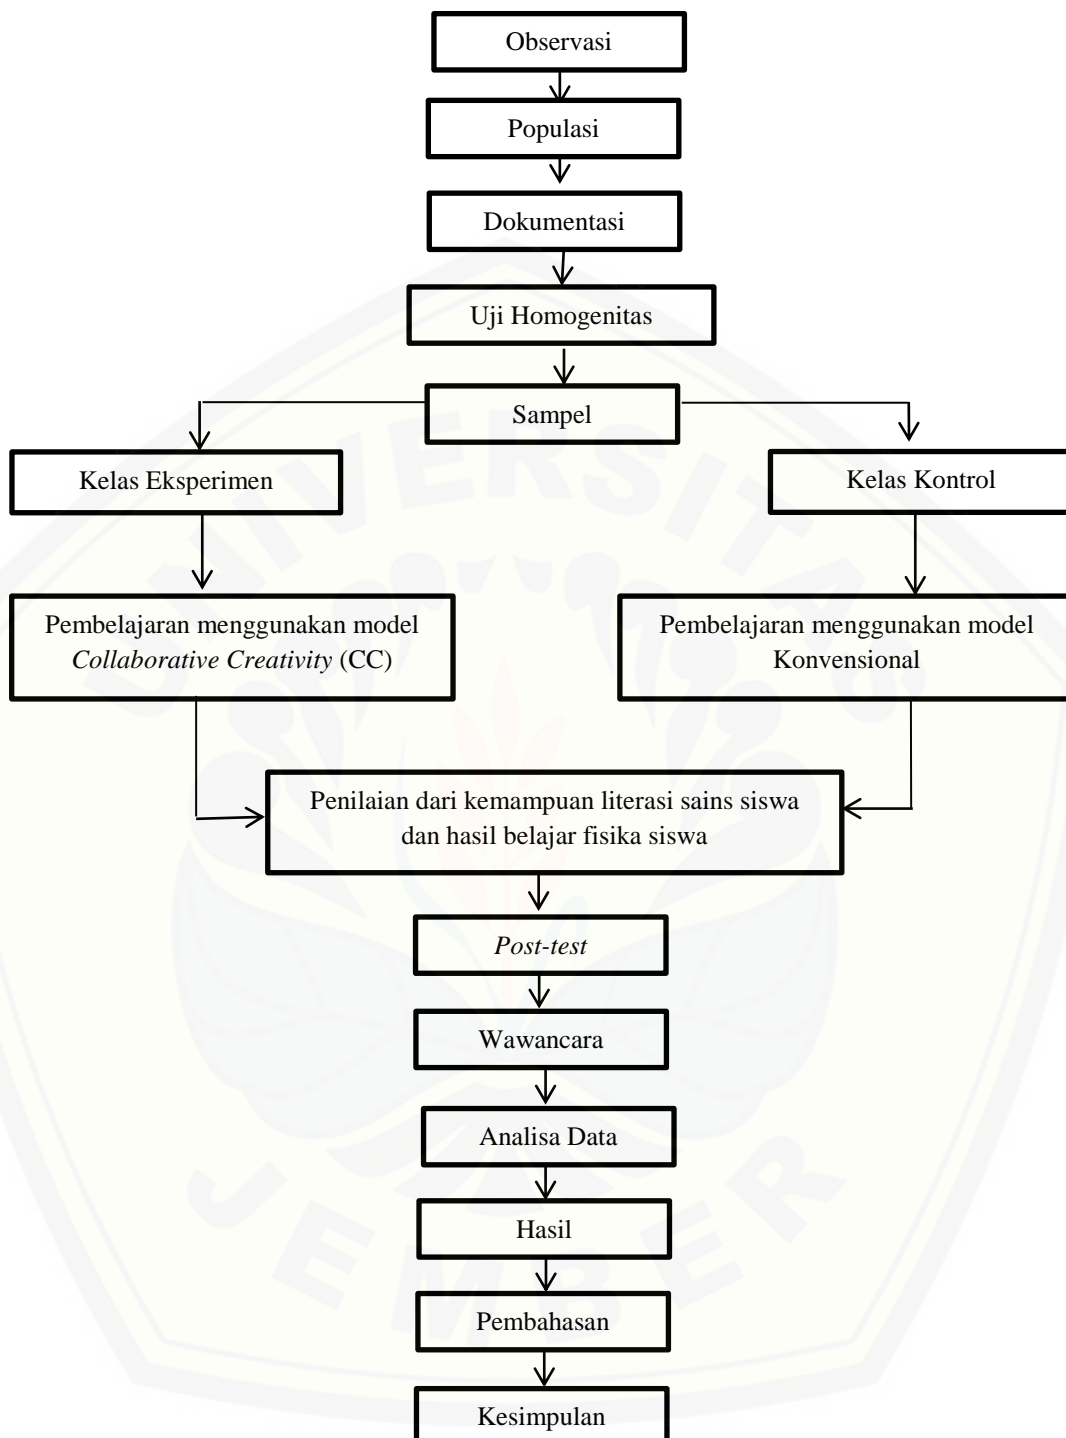 Observasi
Populasi
Dokumentasi
Uji Homogenitas
Sampel
Kelas Eksperimen
Kelas Kontrol
Pembelajaran menggunakan model
Collaborative Creativity (CC)
Pembelajaran menggunakan model
Konvensional
Penilaian dari kemampuan literasi sains siswa
dan hasil belajar fisika siswa
Post-test
Wawancara
Analisa Data
Hasil
Pembahasan
Kesimpulan
UNIVERSITAS
JEMBER